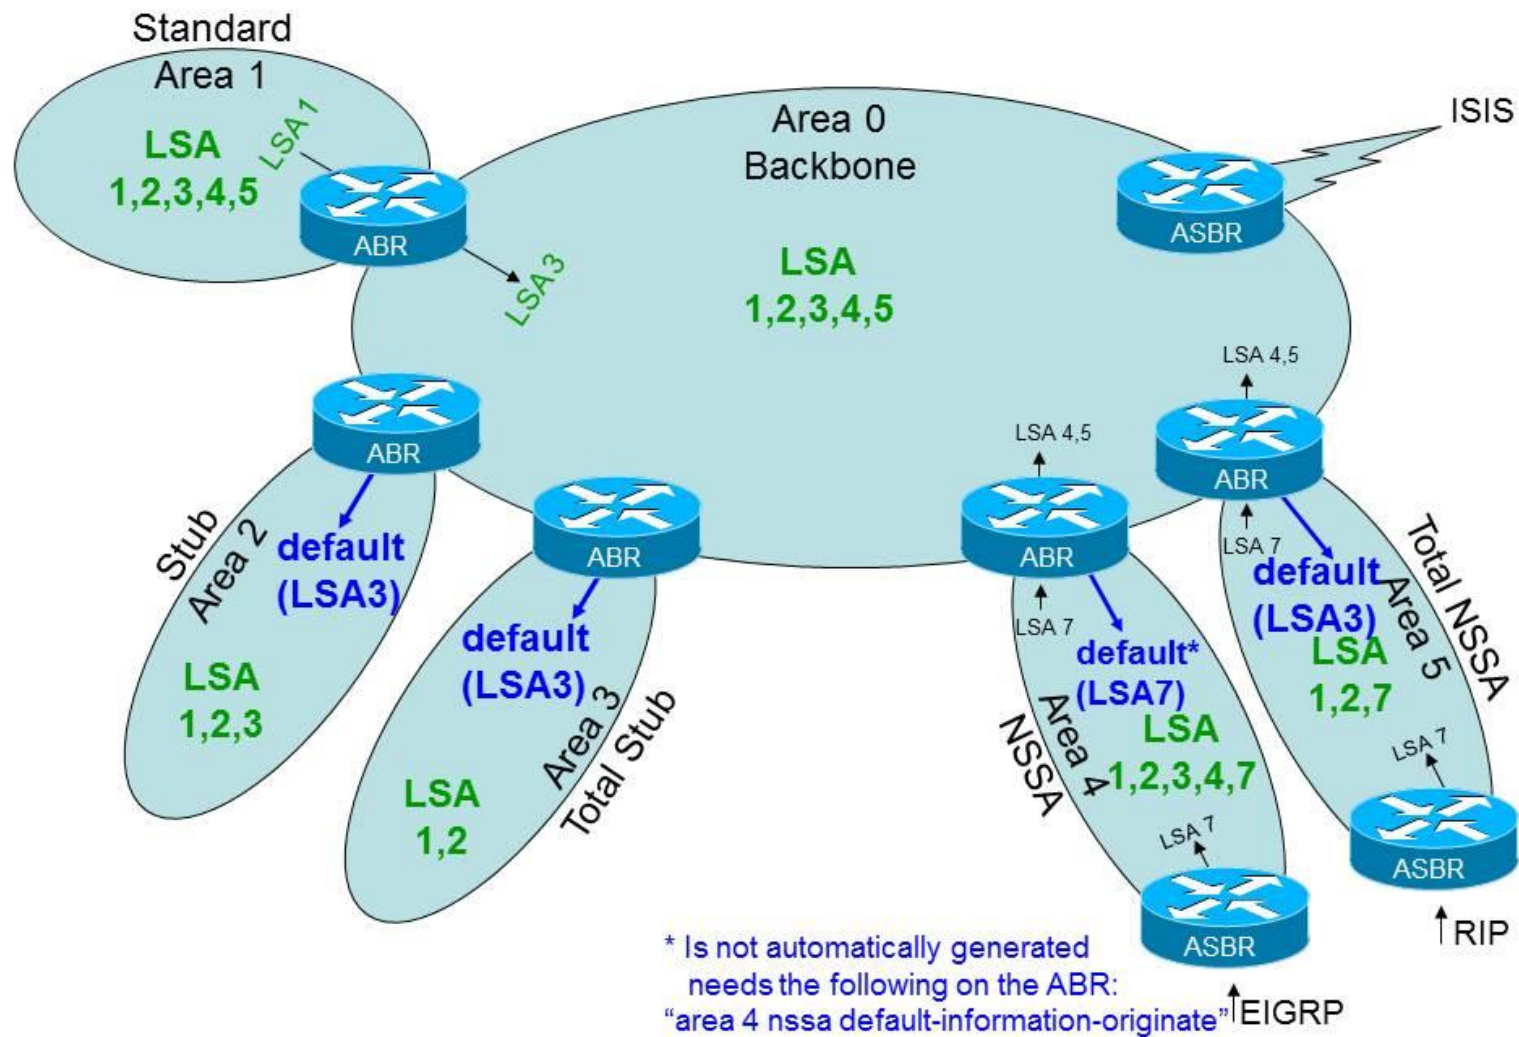 Standard
Area 1
LSA
1,2,3,4,5
LSA 1
ABR
LSA 3
Area 0
Backbone
LSA
1,2,3,4,5
ISIS
ASBR
ABR
Stub
Area 2
default
(LSA3)
LSA
1,2,3
ABR
default
(LSA3)
Area 3
Total Stub
LSA
1,2
LSA 4,5
ABR
LSA 7
default*
(LSA7)
Area 4
NSSA
LSA
1,2,3,4,7
LSA 7
ASBR
EIGRP
LSA 4,5
ABR
LSA 7
default
(LSA3)
Area 5
Total NSSA
LSA
1,2,7
LSA 7
ASBR
RIP
* Is not automatically generated
needs the following on the ABR:
“area 4 nssa default-information-originate”